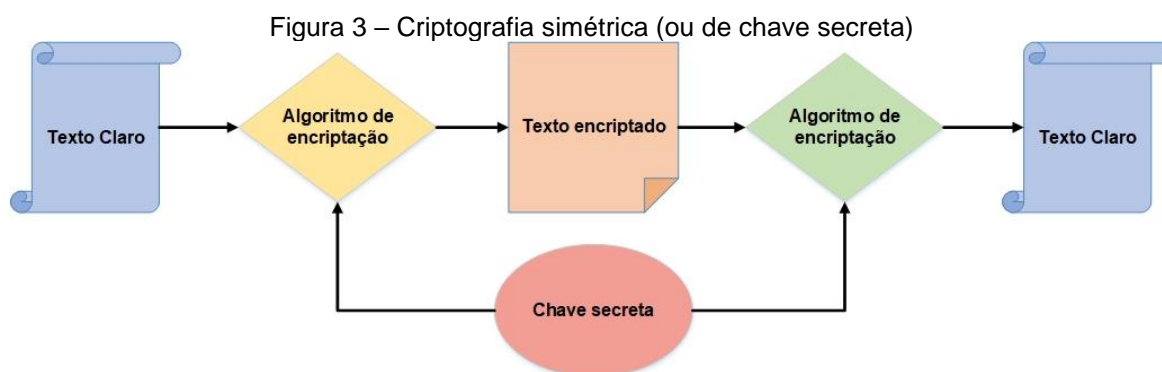 Figura 3 – Criptografia simétrica (ou de chave secreta)
Texto Claro
Algoritmo de
encriptação
Texto encriptado
Algoritmo de
encriptação
Texto Claro
Chave secreta